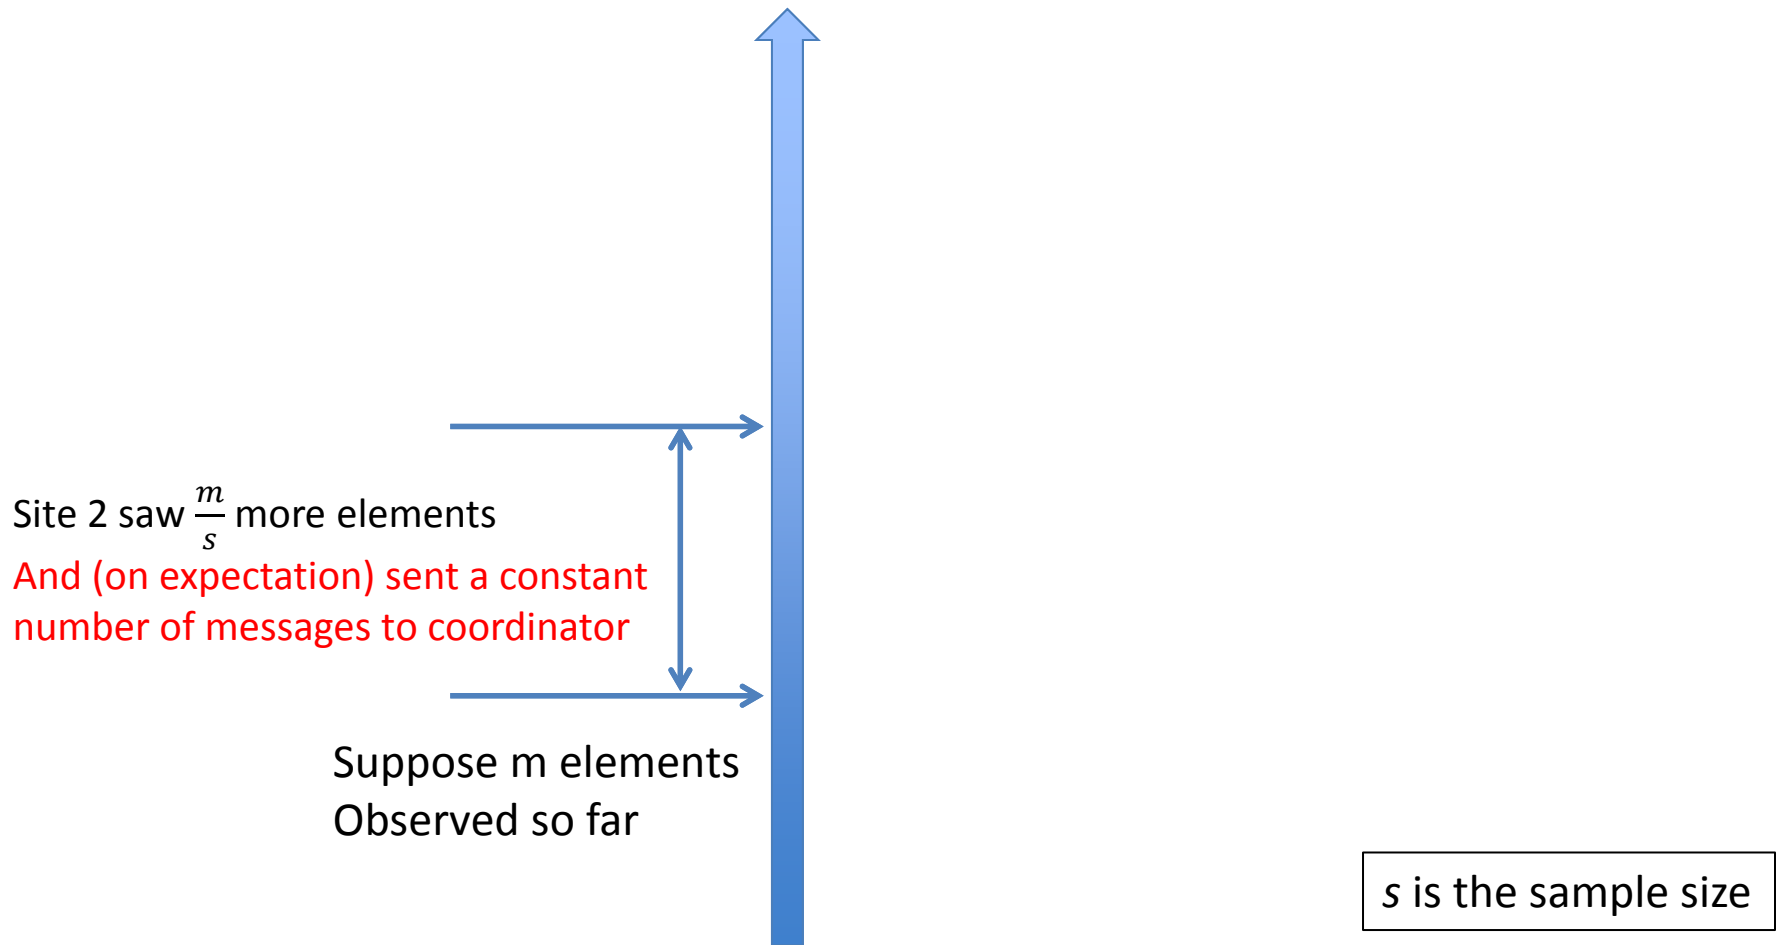 Site 2 saw m/s more elements
And (on expectation) sent a constant
number of messages to coordinator
Suppose m elements
Observed so far
s is the sample size